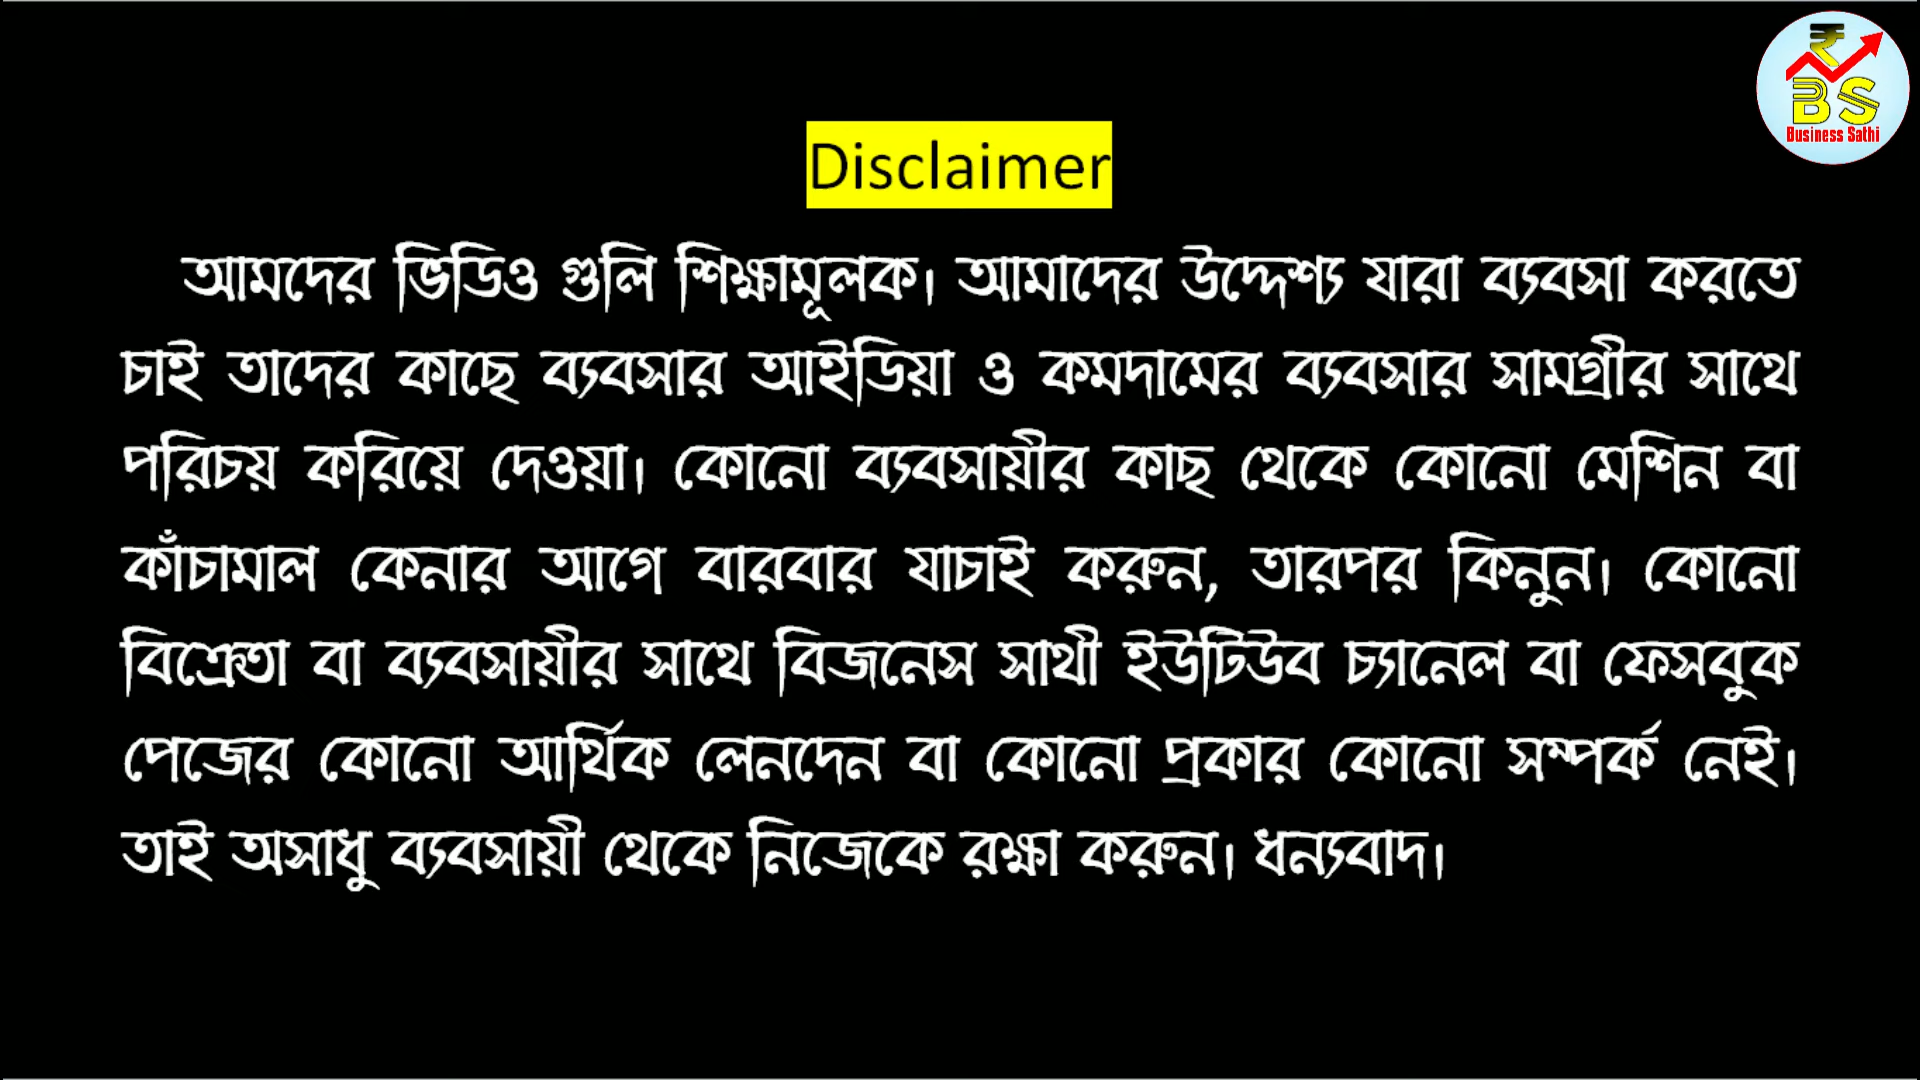 ₹
BS
Business Sathi
Disclaimer
আমদের ভিডিও গুলি শিক্ষামূলক। আমাদের উদ্দেশ্য যারা ব্যবসা করতে
চাই তাদের কাছে ব্যবসার আইডিয়া ও কমদামের ব্যবসার সামগ্রীর সাথে
পরিচয় করিয়ে দেওয়া। কোনো ব্যবসায়ীর কাছ থেকে কোনো মেশিন বা
কাঁচামাল কেনার আগে বারবার যাচাই করুন, তারপর কিনুন। কোনো
বিক্রেতা বা ব্যবসায়ীর সাথে বিজনেস সাথী ইউটিউব চ্যানেল বা ফেসবুক
পেজের কোনো আর্থিক লেনদেন বা কোনো প্রকার কোনো সম্পর্ক নেই।
তাই অসাধু ব্যবসায়ী থেকে নিজেকে রক্ষা করুন। ধন্যবাদ।